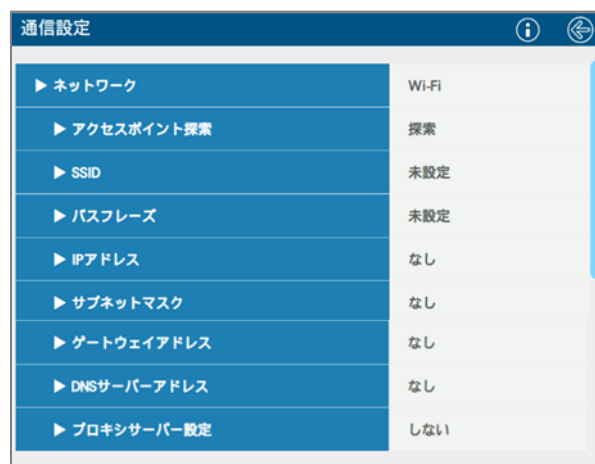 通信設定
▶ ネットワーク Wi-Fi
▶ アクセスポイント探索 探索
▶ SSID 未設定
▶ パスフレーズ 未設定
▶ IPアドレス なし
▶ サブネットマスク なし
▶ ゲートウェイアドレス なし
▶ DNSサーバーアドレス なし
▶ プロキシサーバー設定 しない